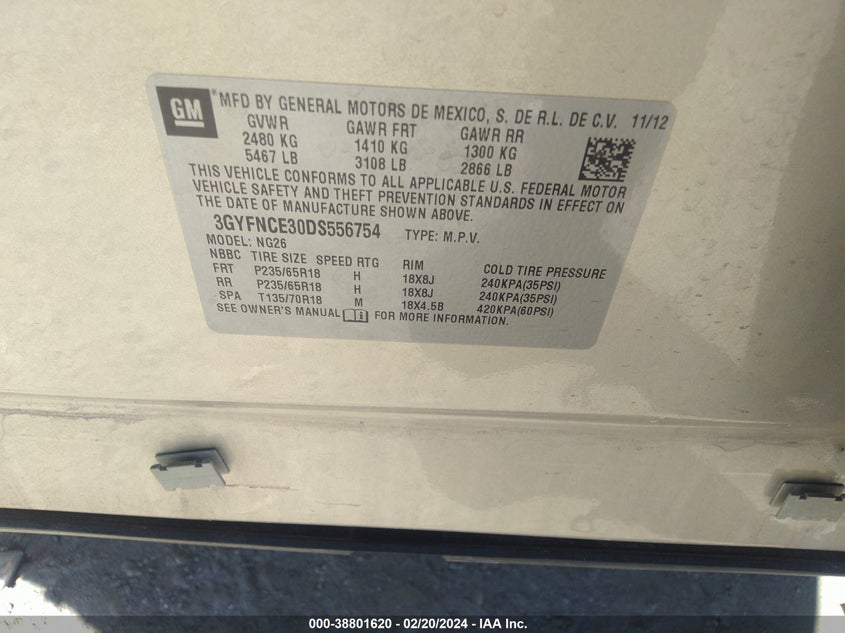 GM
® MFD BY GENERAL MOTORS DE MEXICO, S. DE R.L. DE C.V. 11/12
GVWR GAWR FRT GAWR RR
2480 KG 1410 KG 1300 KG
5467 LB 3108 LB 2866 LB
THIS VEHICLE CONFORMS TO ALL APPLICABLE U.S. FEDERAL MOTOR
VEHICLE SAFETY AND THEFT PREVENTION STANDARDS IN EFFECT ON
THE DATE OF MANUFACTURE SHOWN ABOVE.
3GYFNCE30DS556754 TYPE: M.P.V.
MODEL: NG26
NBBC TIRE SIZE SPEED RTG RIM COLD TIRE PRESSURE
FRT P235/65R18 H 18X8J 240KPA(35PSI)
RR P235/65R18 H 18X8J 240KPA(35PSI)
SPA T135/70R18 M 18X4.5B 420KPA(60PSI)
SEE OWNER'S MANUAL FOR MORE INFORMATION.
000-38801620 - 02/20/2024 - IAA Inc.